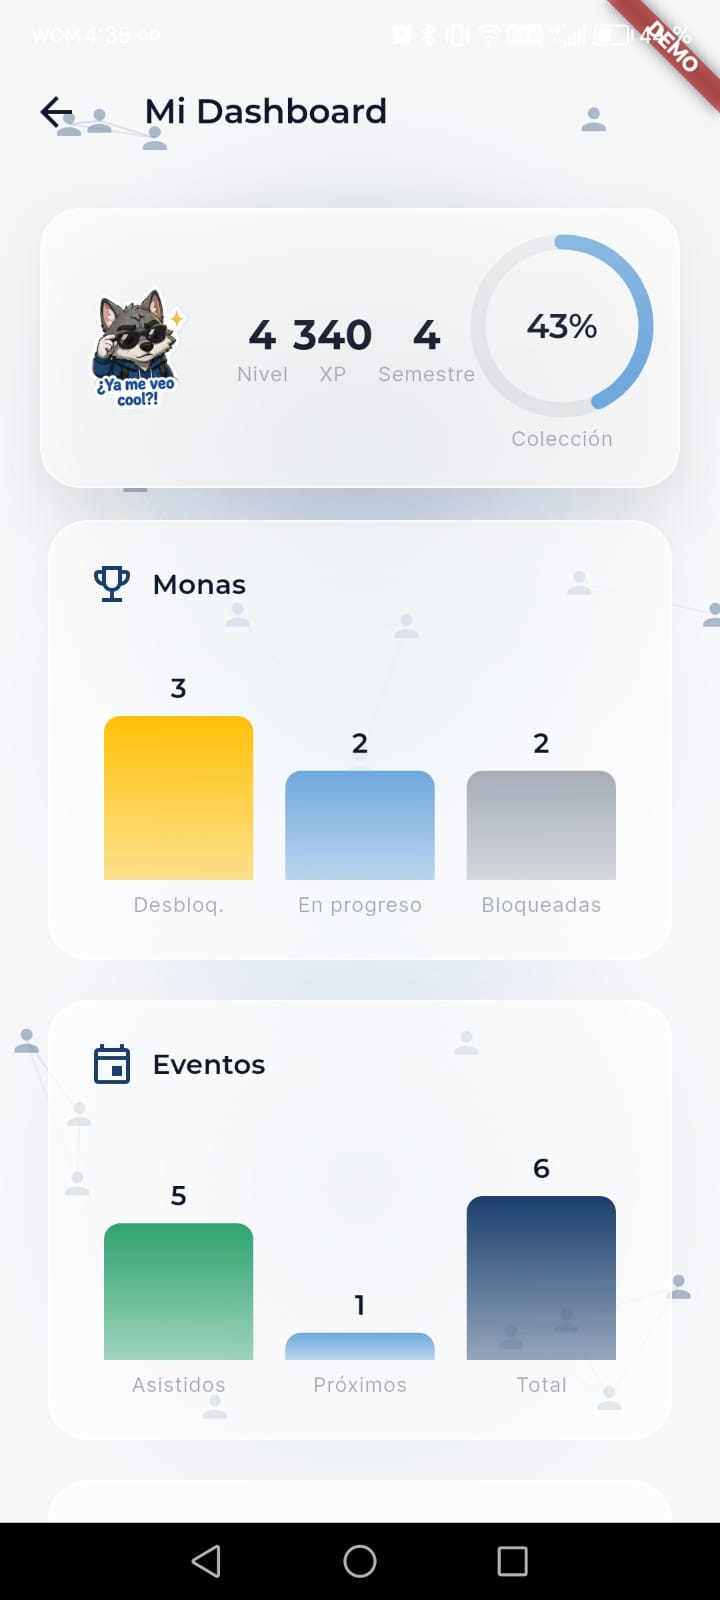 WOM 4:35
DEMO
Mi Dashboard
¿Ya me veo
cool?!
4 340 4
Nivel XP Semestre
43%
Colección
Monas
3
2
2
Desbloq.
En progreso
Bloqueadas
Eventos
5
1
6
Asistidos
Próximos
Total